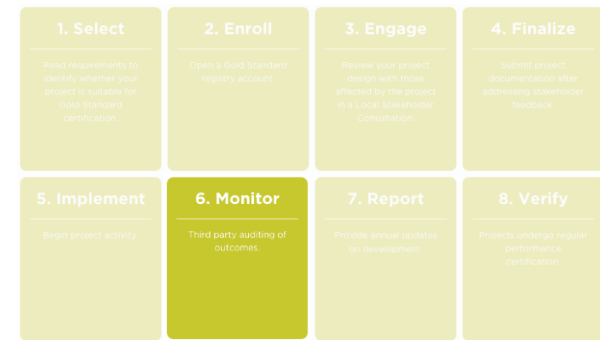 1. Select
Read requirements to
identify whether your
project is suitable for
Gold Standard
certification.
2. Enroll
Open a Gold Standard
registry account.
3. Engage
Review your project
design with those
affected by the project
in a Local Stakeholder
Consultation.
4. Finalize
Submit project
documentation after
addressing stakeholder
feedback.
5. Implement
Begin project activity.
6. Monitor
Third party auditing of
outcomes.
7. Report
Provide annual updates
on development.
8. Verify
Projects undergo regular
performance
certification.